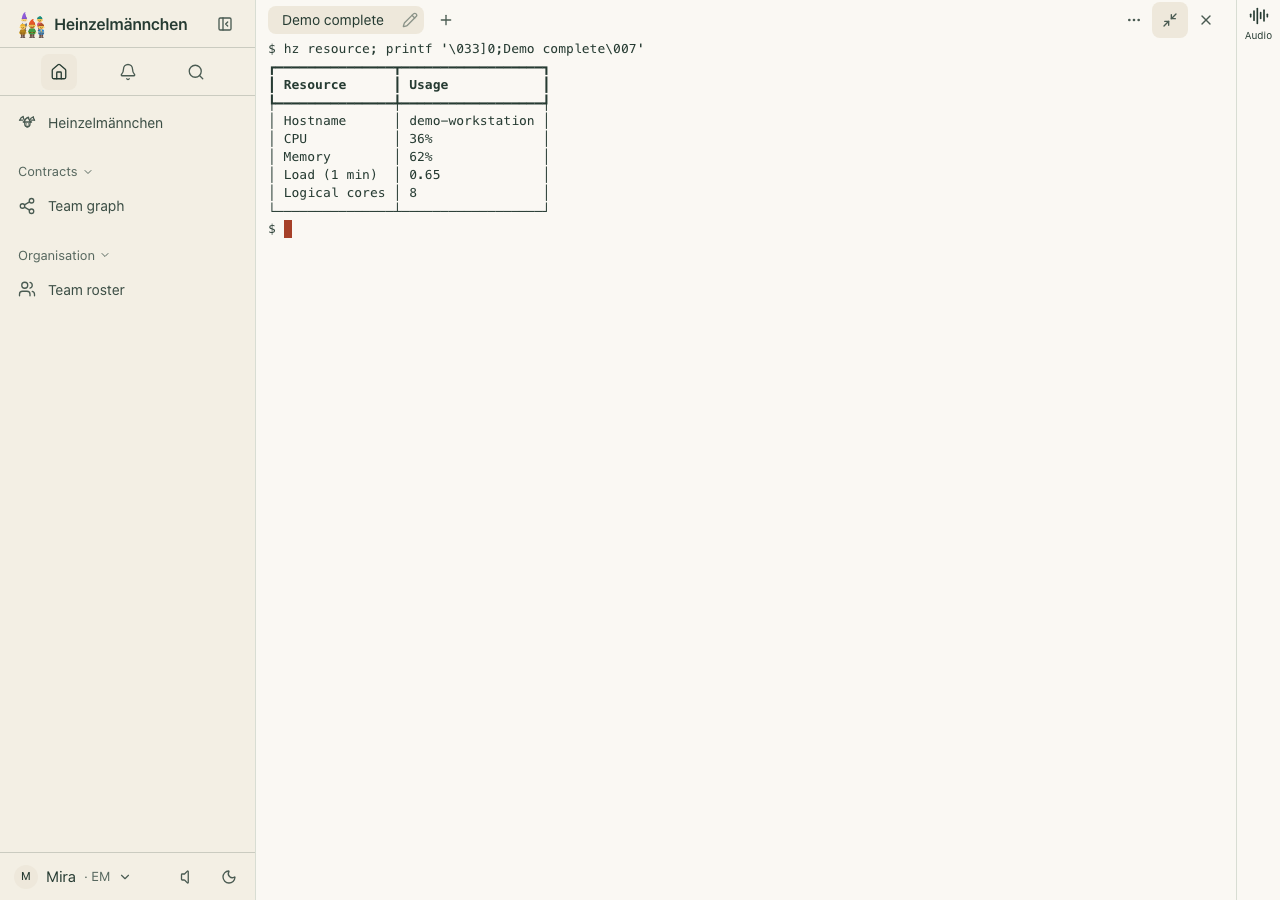 Heinzelmännchen
Heinzelmännchen
Contracts
Team graph
Organisation
Team roster
M Mira · EM
Demo complete
$ hz resource; printf '\033]0;Demo complete\007'
Resource Usage
Hostname demo-workstation
CPU 36%
Memory 62%
Load (1 min) 0.65
Logical cores 8
$
Audio